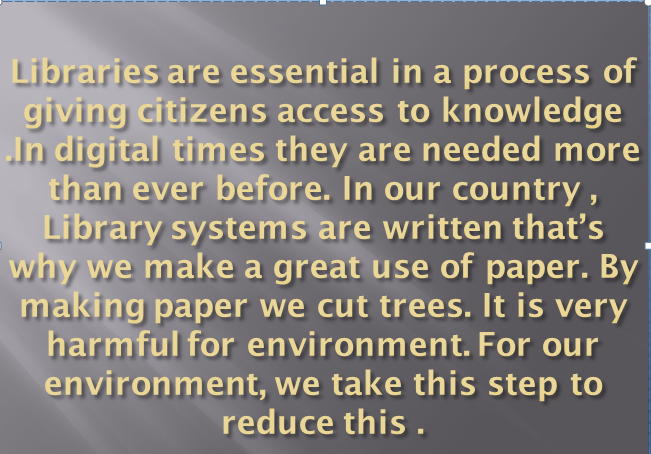 Libraries are essential in a process of
giving citizens access to knowledge
.In digital times they are needed more
than ever before. In our country ,
Library systems are written that’s
why we make a great use of paper. By
making paper we cut trees. It is very
harmful for environment. For our
environment, we take this step to
reduce this .